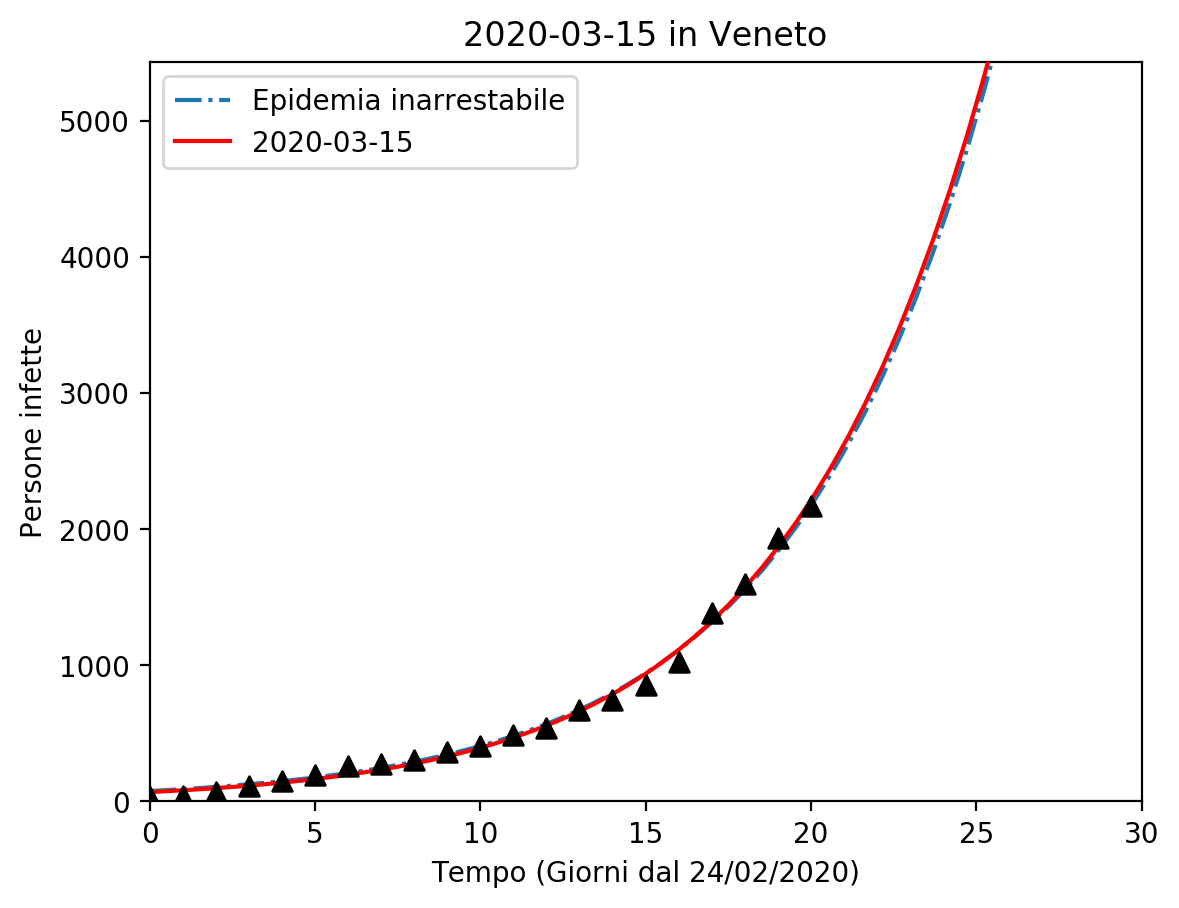 2020-03-15 in Veneto
Epidemia inarrestabile
2020-03-15
5000
4000
3000
2000
1000
0
Persone infette
0 5 10 15 20 25 30
Tempo (Giorni dal 24/02/2020)